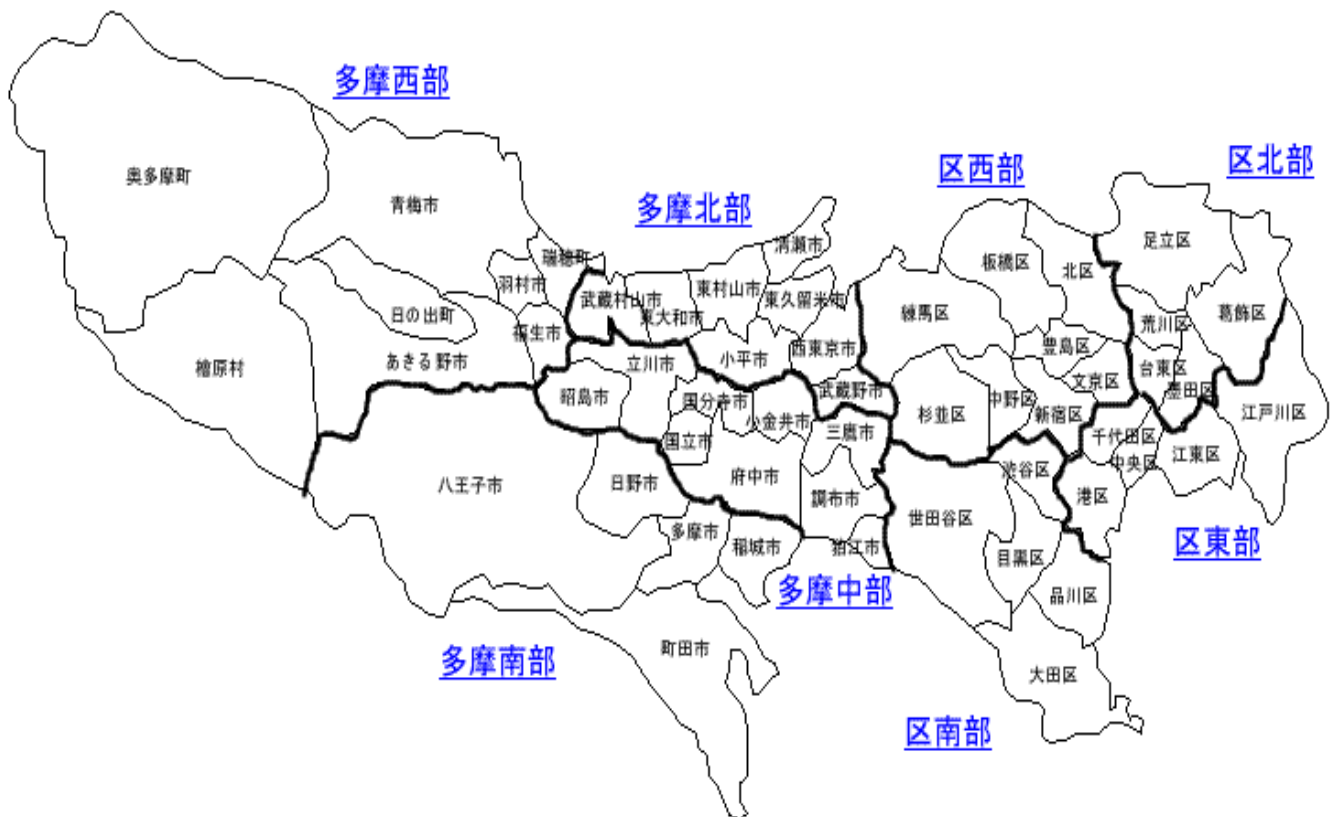 多摩西部
区北部
区西部
奥多摩町
青梅市
多摩北部
清瀬市
足立区
板橋区
北区
瑞穂町
羽村市
武蔵村山市
東村山市
東久留米市
東大和市
日の出町
福生市
練馬区
荒川区
葛飾区
檜原村
あきる野市
立川市
小平市
西東京市
豊島区
台東区
墨田区
文京区
昭島市
国分寺市
武蔵野市
小金井市
杉並区
中野区
新宿区
江戸川区
国立市
三鷹市
千代田区
中央区
江東区
八王子市
日野市
府中市
調布市
渋谷区
港区
世田谷区
多摩市
稲城市
狛江市
目黒区
区東部
多摩中部
品川区
多摩南部
町田市
大田区
区南部